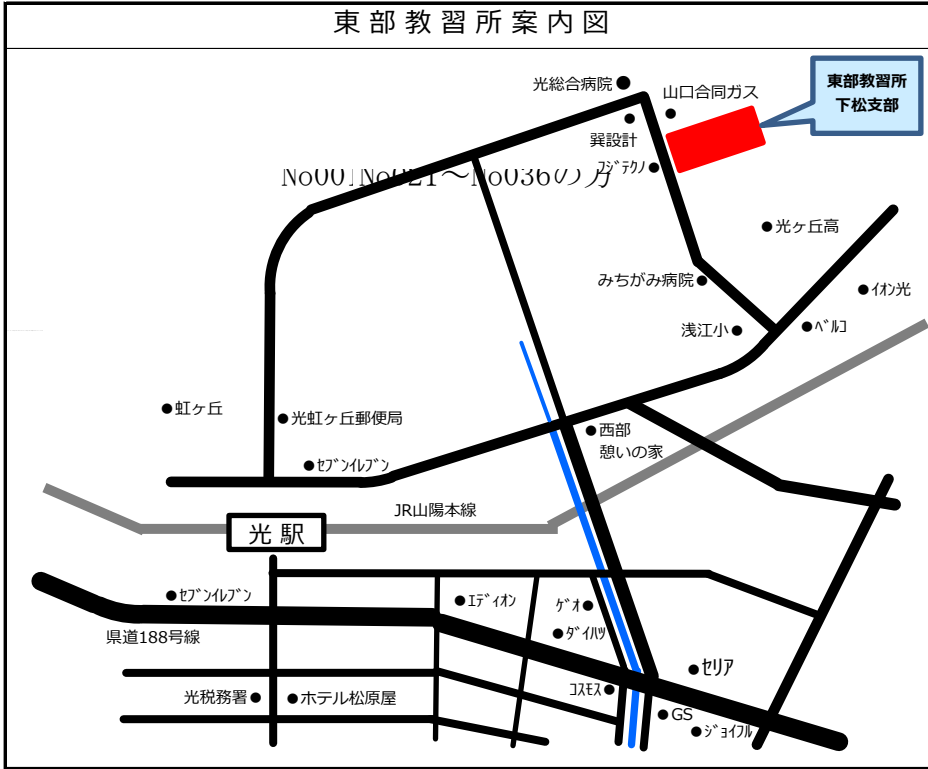 東部教習所案内図
光総合病院
山口合同ガス
東部教習所
下松支部
巽設計
ﾌｼﾞﾃｸﾉ
光ヶ丘高
みちがみ病院
ｲｵﾝ光
浅江小
ﾍﾞﾙｺ
虹ヶ丘
光虹ヶ丘郵便局
西部
憩いの家
ｾﾌﾞﾝｲﾚﾌﾞﾝ
JR山陽本線
光駅
ｾﾌﾞﾝｲﾚﾌﾞﾝ
ｴﾃﾞｨｵﾝ
ｹﾞｵ
ﾀﾞｲﾊﾂ
県道188号線
ｾﾘｱ
ｺｽﾓｽ
光税務署
ホテル松原屋
GS
ｼﾞｮｲﾌﾙ